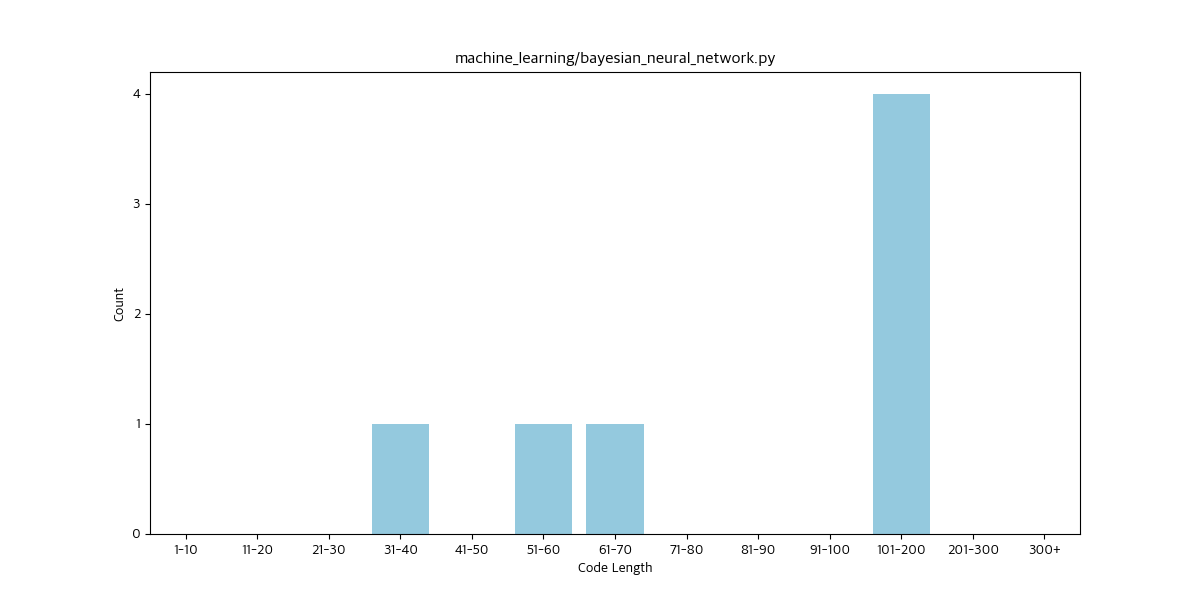 machine_learning/bayesian_neural_network.py
4
3
2
1
0
Count
1-10 11-20 21-30 31-40 41-50 51-60 61-70 71-80 81-90 91-100 101-200 201-300 300+
Code Length